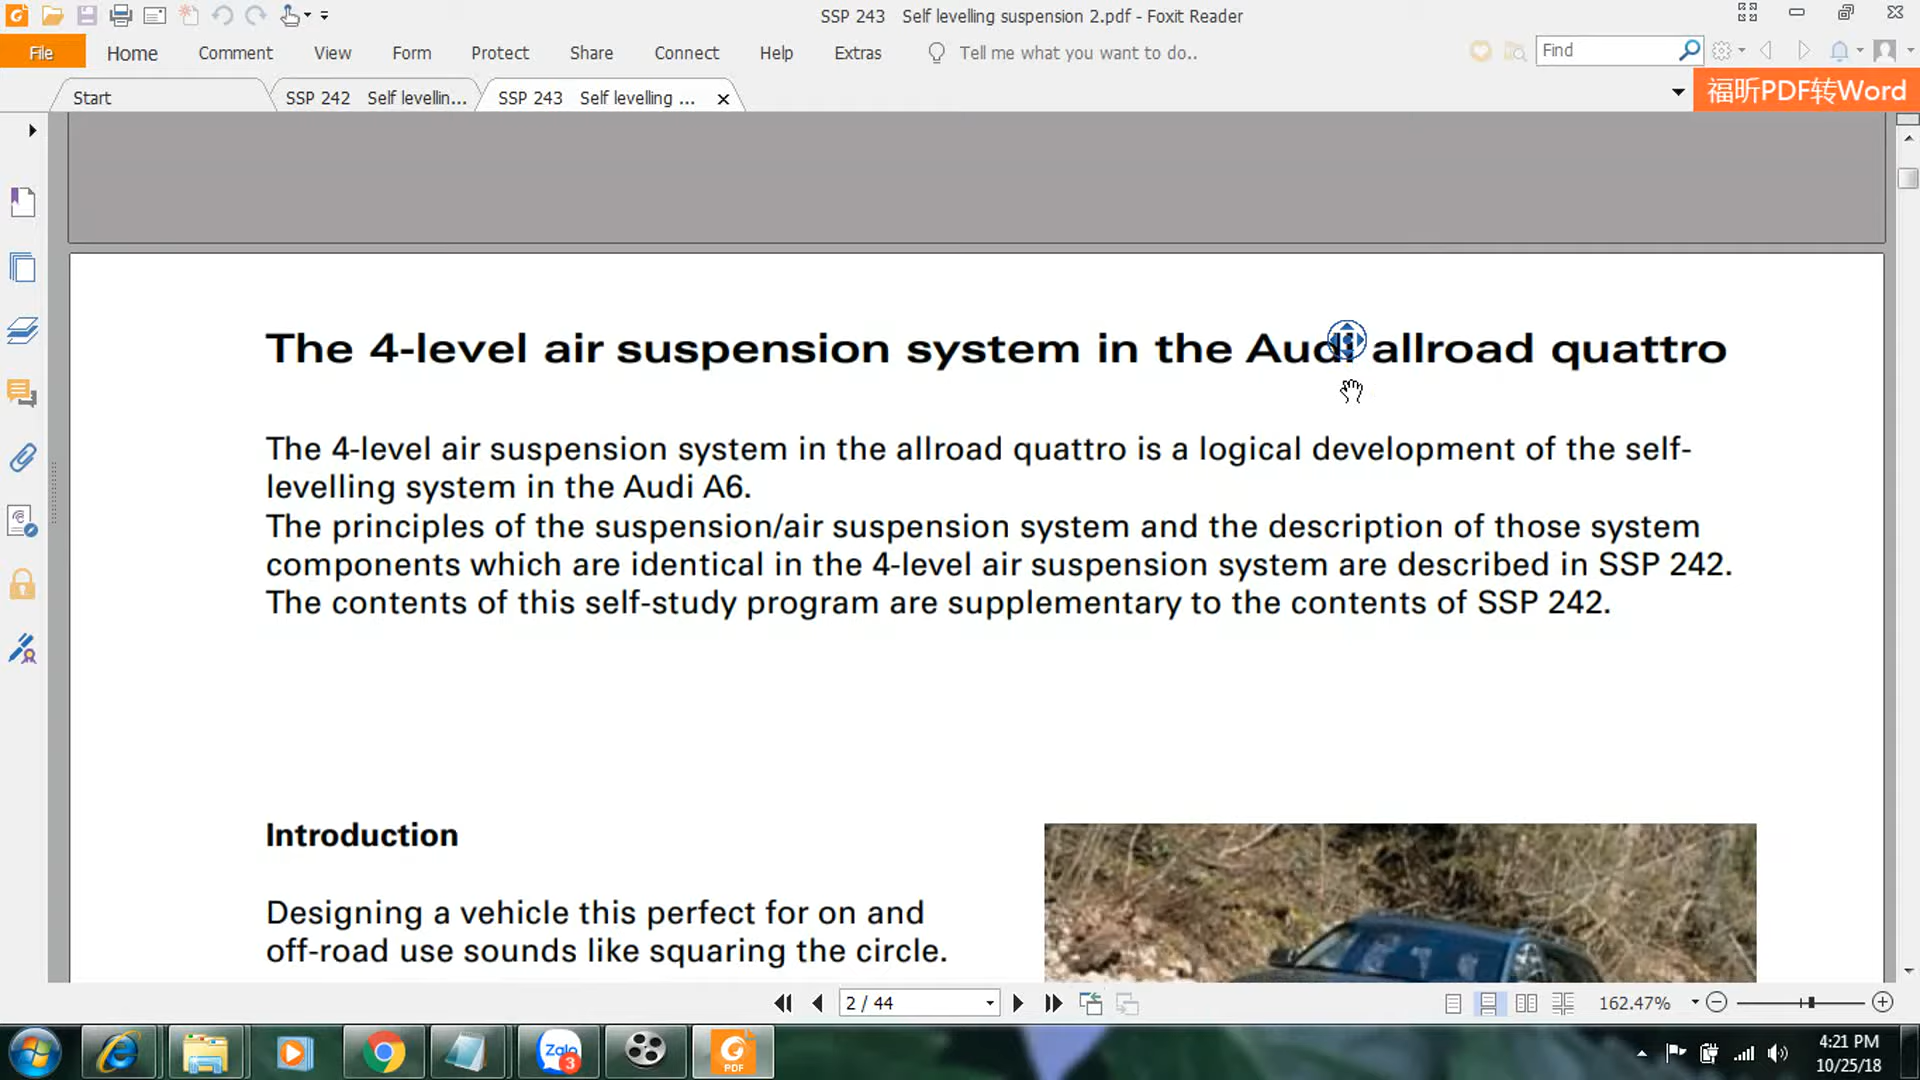 SSP 243 Self levelling suspension 2.pdf - Foxit Reader
File Home Comment View Form Protect Share Connect Help Extras Tell me what you want to do.. Find
Start SSP 242 Self levellin... SSP 243 Self levelling ... 福昕PDF转Word
The 4-level air suspension system in the Audi allroad quattro
The 4-level air suspension system in the allroad quattro is a logical development of the self-
levelling system in the Audi A6.
The principles of the suspension/air suspension system and the description of those system
components which are identical in the 4-level air suspension system are described in SSP 242.
The contents of this self-study program are supplementary to the contents of SSP 242.
Introduction
Designing a vehicle this perfect for on and
off-road use sounds like squaring the circle.
2 / 44 162.47%
Zalo 3 PDF 4:21 PM
10/25/18